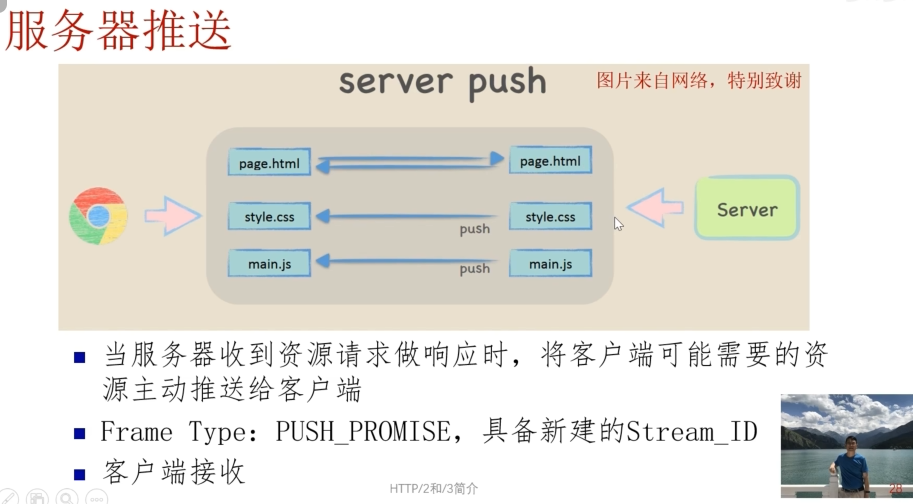 服务器推送
server push
图片来自网络，特别致谢
page.html
page.html
style.css
style.css
push
main.js
main.js
push
Server
■ 当服务器收到资源请求做响应时，将客户端可能需要的资
源主动推送给客户端
■ Frame Type：PUSH_PROMISE，具备新建的Stream_ID
■ 客户端接收
HTTP/2和/3简介
28